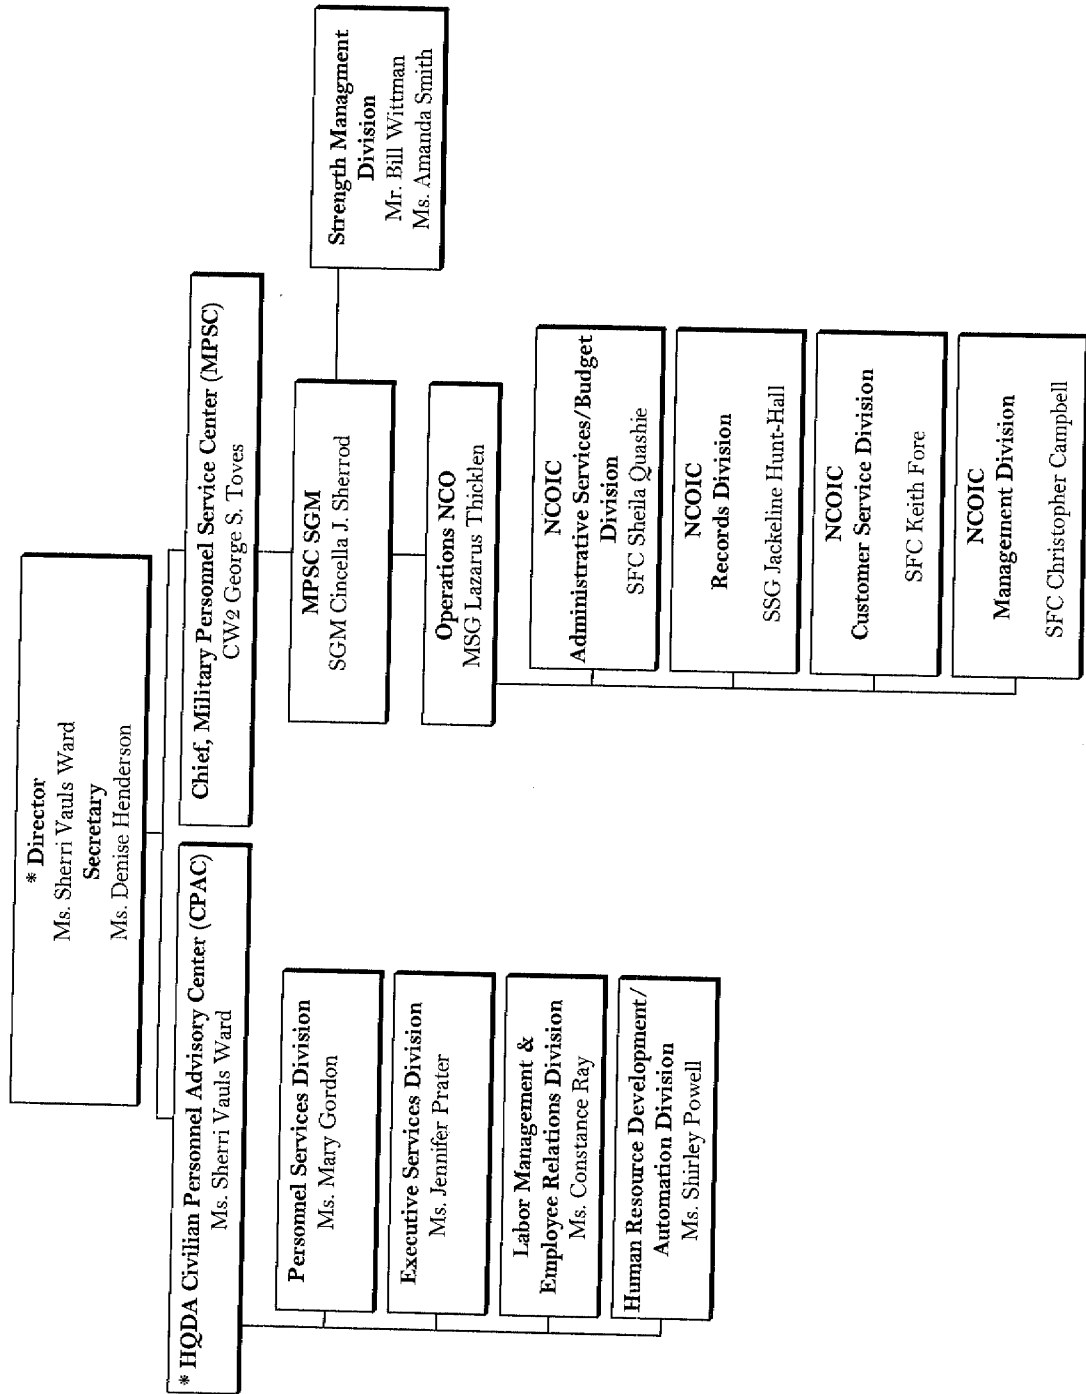 * Director
Ms. Sherri Vauls Ward
Secretary
Ms. Denise Henderson
* HQDA Civilian Personnel Advisory Center (CPAC)
Ms. Sherri Vauls Ward
Personnel Services Division
Ms. Mary Gordon
Executive Services Division
Ms. Jennifer Prater
Labor Management &
Employee Relations Division
Ms. Constance Ray
Human Resource Development/
Automation Division
Ms. Shirley Powell
Chief, Military Personnel Service Center (MPSC)
CW2 George S. Toves
MPSC SGM
SGM Cincella J. Sherrod
Strength Managment
Division
Mr. Bill Wittman
Ms. Amanda Smith
Operations NCO
MSG Lazarus Thicklen
NCOIC
Administrative Services/Budget
Division
SFC Sheila Quashie
NCOIC
Records Division
SSG Jackeline Hunt-Hall
NCOIC
Customer Service Division
SFC Keith Fore
NCOIC
Management Division
SFC Christopher Campbell